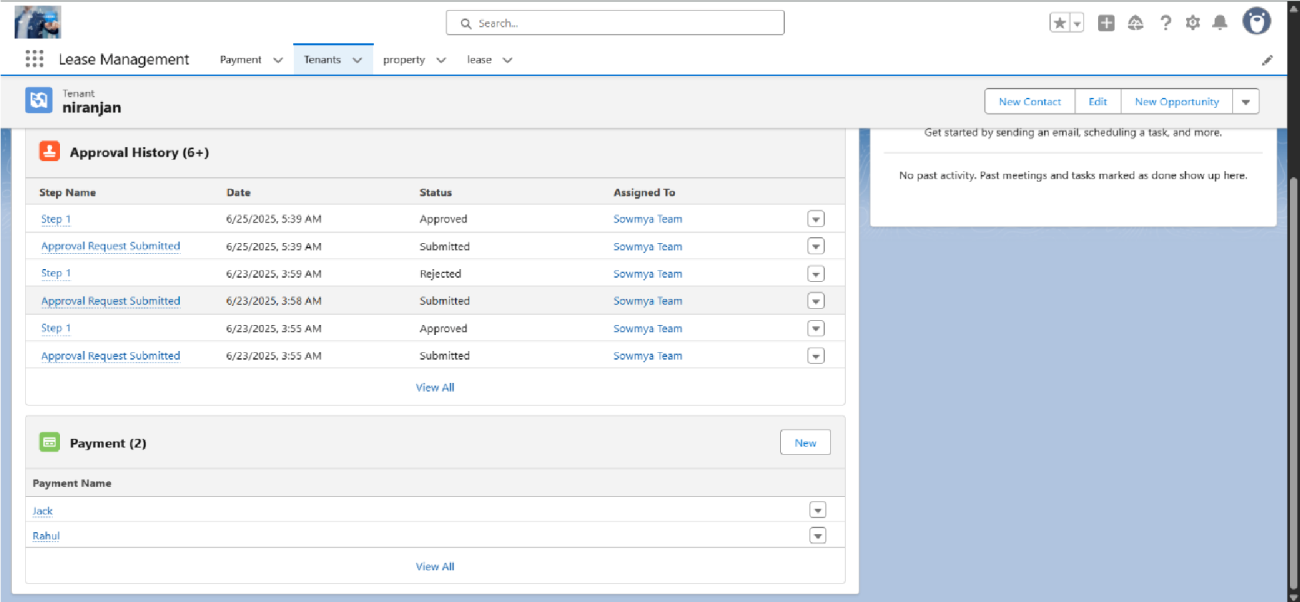 Search...
Lease Management Payment Tenants property lease
Tenant
niranjan
New Contact Edit New Opportunity
Get started by sending an email, scheduling a task, and more.
No past activity. Past meetings and tasks marked as done show up here.
Approval History (6+)
Step Name Date Status Assigned To
Step 1 6/25/2025, 5:39 AM Approved Sowmya Team
Approval Request Submitted 6/25/2025, 5:39 AM Submitted Sowmya Team
Step 1 6/23/2025, 3:59 AM Rejected Sowmya Team
Approval Request Submitted 6/23/2025, 3:58 AM Submitted Sowmya Team
Step 1 6/23/2025, 3:55 AM Approved Sowmya Team
Approval Request Submitted 6/23/2025, 3:55 AM Submitted Sowmya Team
View All
Payment (2) New
Payment Name
Jack
Rahul
View All